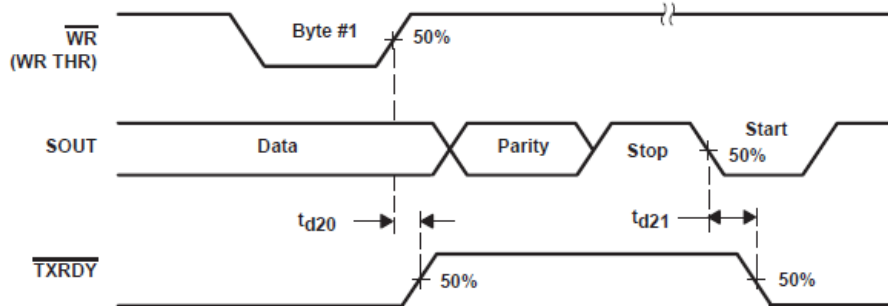 WR
(WR THR)
Byte #1
50%
SOUT
Data
Parity
Stop
Start
50%
td20
td21
TXRDY
50%
50%